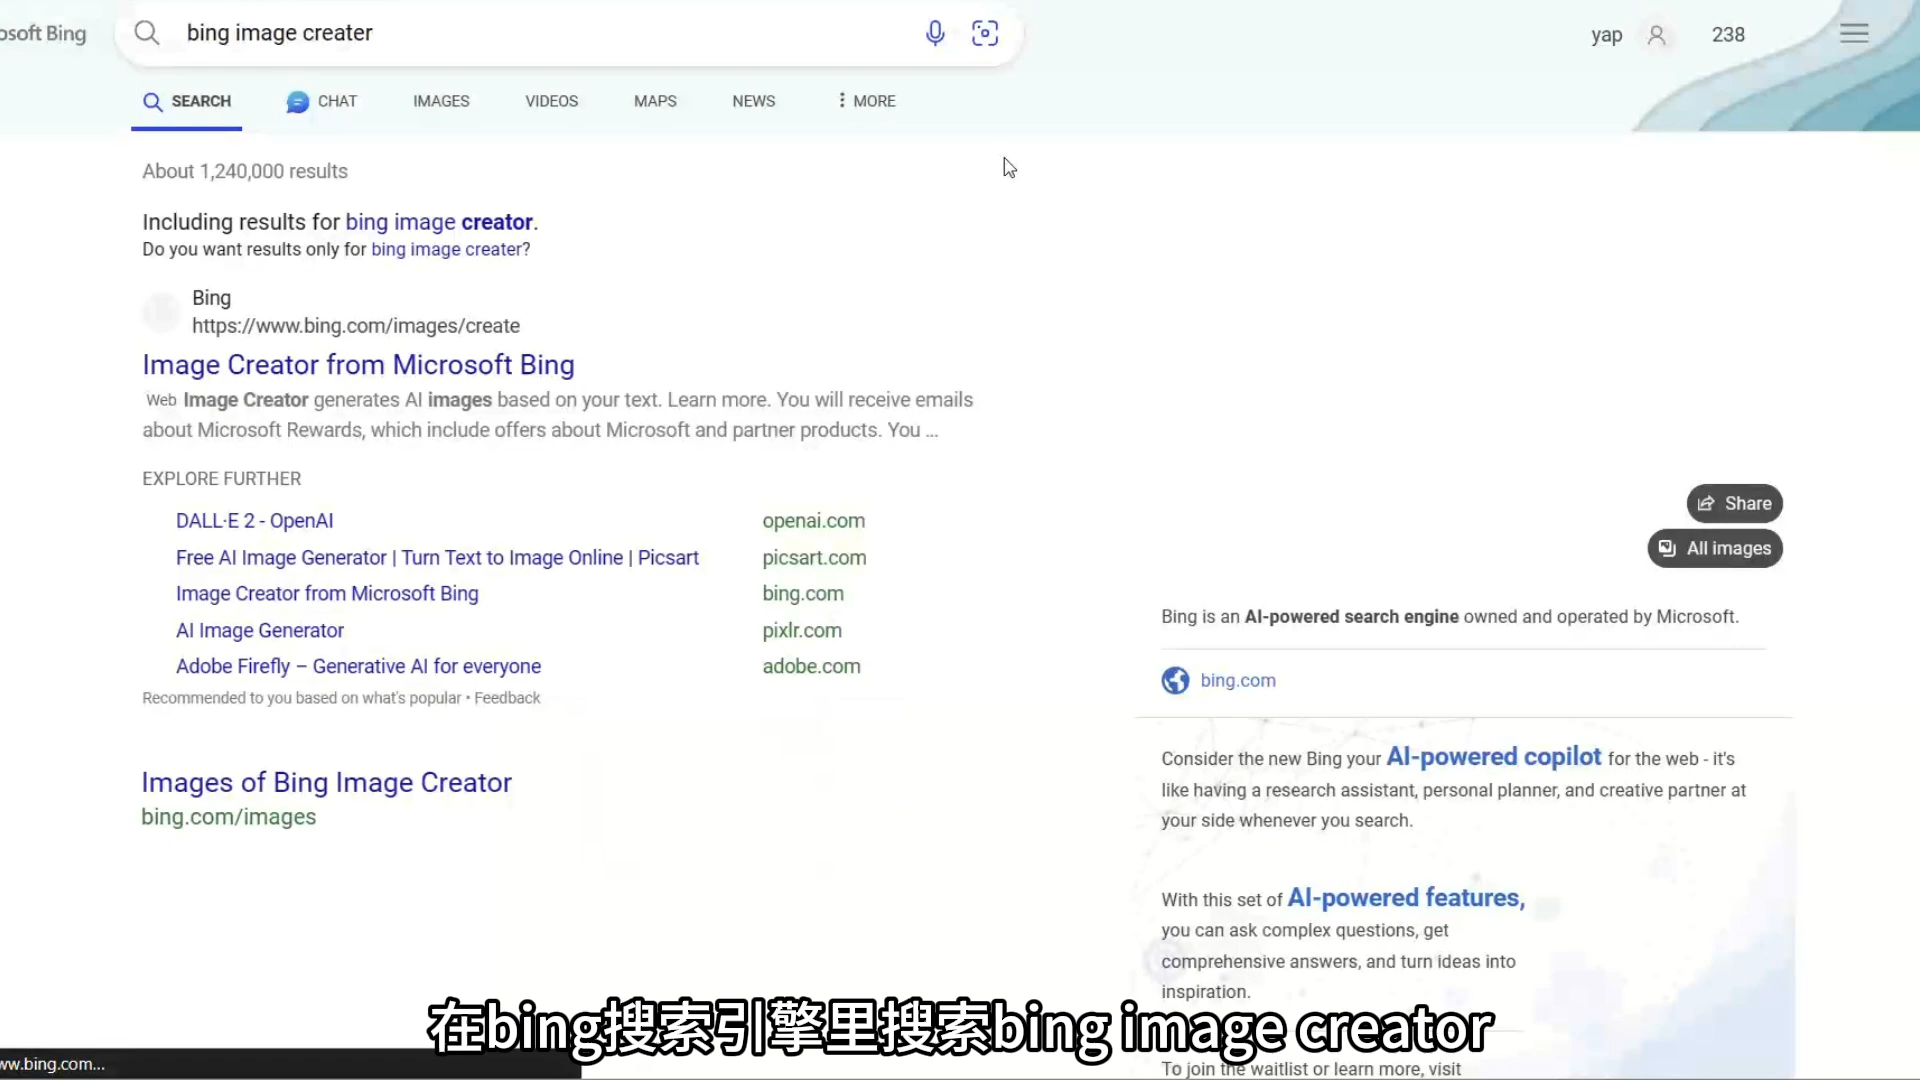 osoft Bing
bing image creater
yap
238
SEARCH
CHAT
IMAGES
VIDEOS
MAPS
NEWS
MORE
About 1,240,000 results
Including results for bing image creator.
Do you want results only for bing image creater?
Bing
https://www.bing.com/images/create
Image Creator from Microsoft Bing
Web Image Creator generates AI images based on your text. Learn more. You will receive emails
about Microsoft Rewards, which include offers about Microsoft and partner products. You ...
EXPLORE FURTHER
DALL·E 2 - OpenAI openai.com
Free AI Image Generator | Turn Text to Image Online | Picsart picsart.com
Image Creator from Microsoft Bing bing.com
AI Image Generator pixlr.com
Adobe Firefly – Generative AI for everyone adobe.com
Recommended to you based on what's popular • Feedback
Images of Bing Image Creator
bing.com/images
Share
All images
Bing is an AI-powered search engine owned and operated by Microsoft.
bing.com
Consider the new Bing your AI-powered copilot for the web - it's
like having a research assistant, personal planner, and creative partner at
your side whenever you search.
With this set of AI-powered features,
you can ask complex questions, get
comprehensive answers, and turn ideas into
inspiration.
To join the waitlist or learn more, visit
在bing搜索引擎里搜索bing image creator
ww.bing.com...